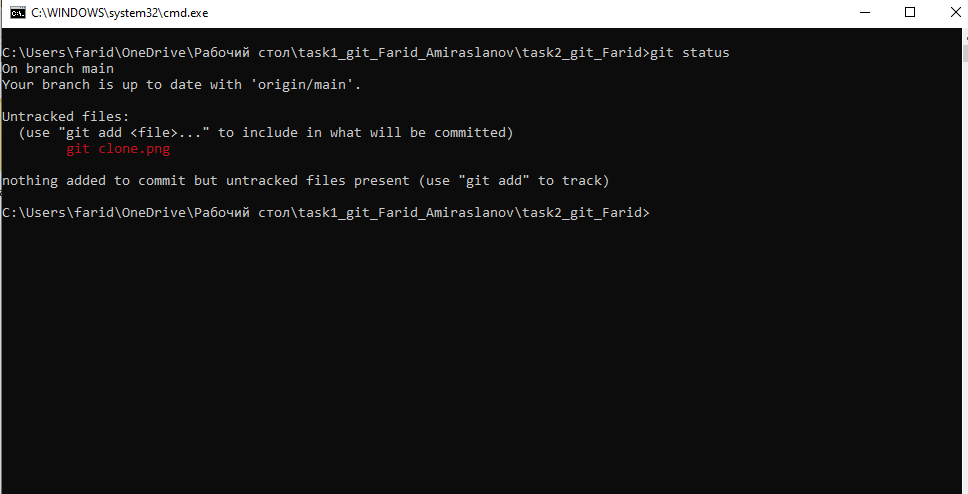 C:\WINDOWS\system32\cmd.exe
C:\Users\farid\OneDrive\Рабочий стол\task1_git_Farid_Amiraslanov\task2_git_Farid>git status
On branch main
Your branch is up to date with 'origin/main'.
Untracked files:
(use "git add <file>..." to include in what will be committed)
git clone.png
nothing added to commit but untracked files present (use "git add" to track)
C:\Users\farid\OneDrive\Рабочий стол\task1_git_Farid_Amiraslanov\task2_git_Farid>